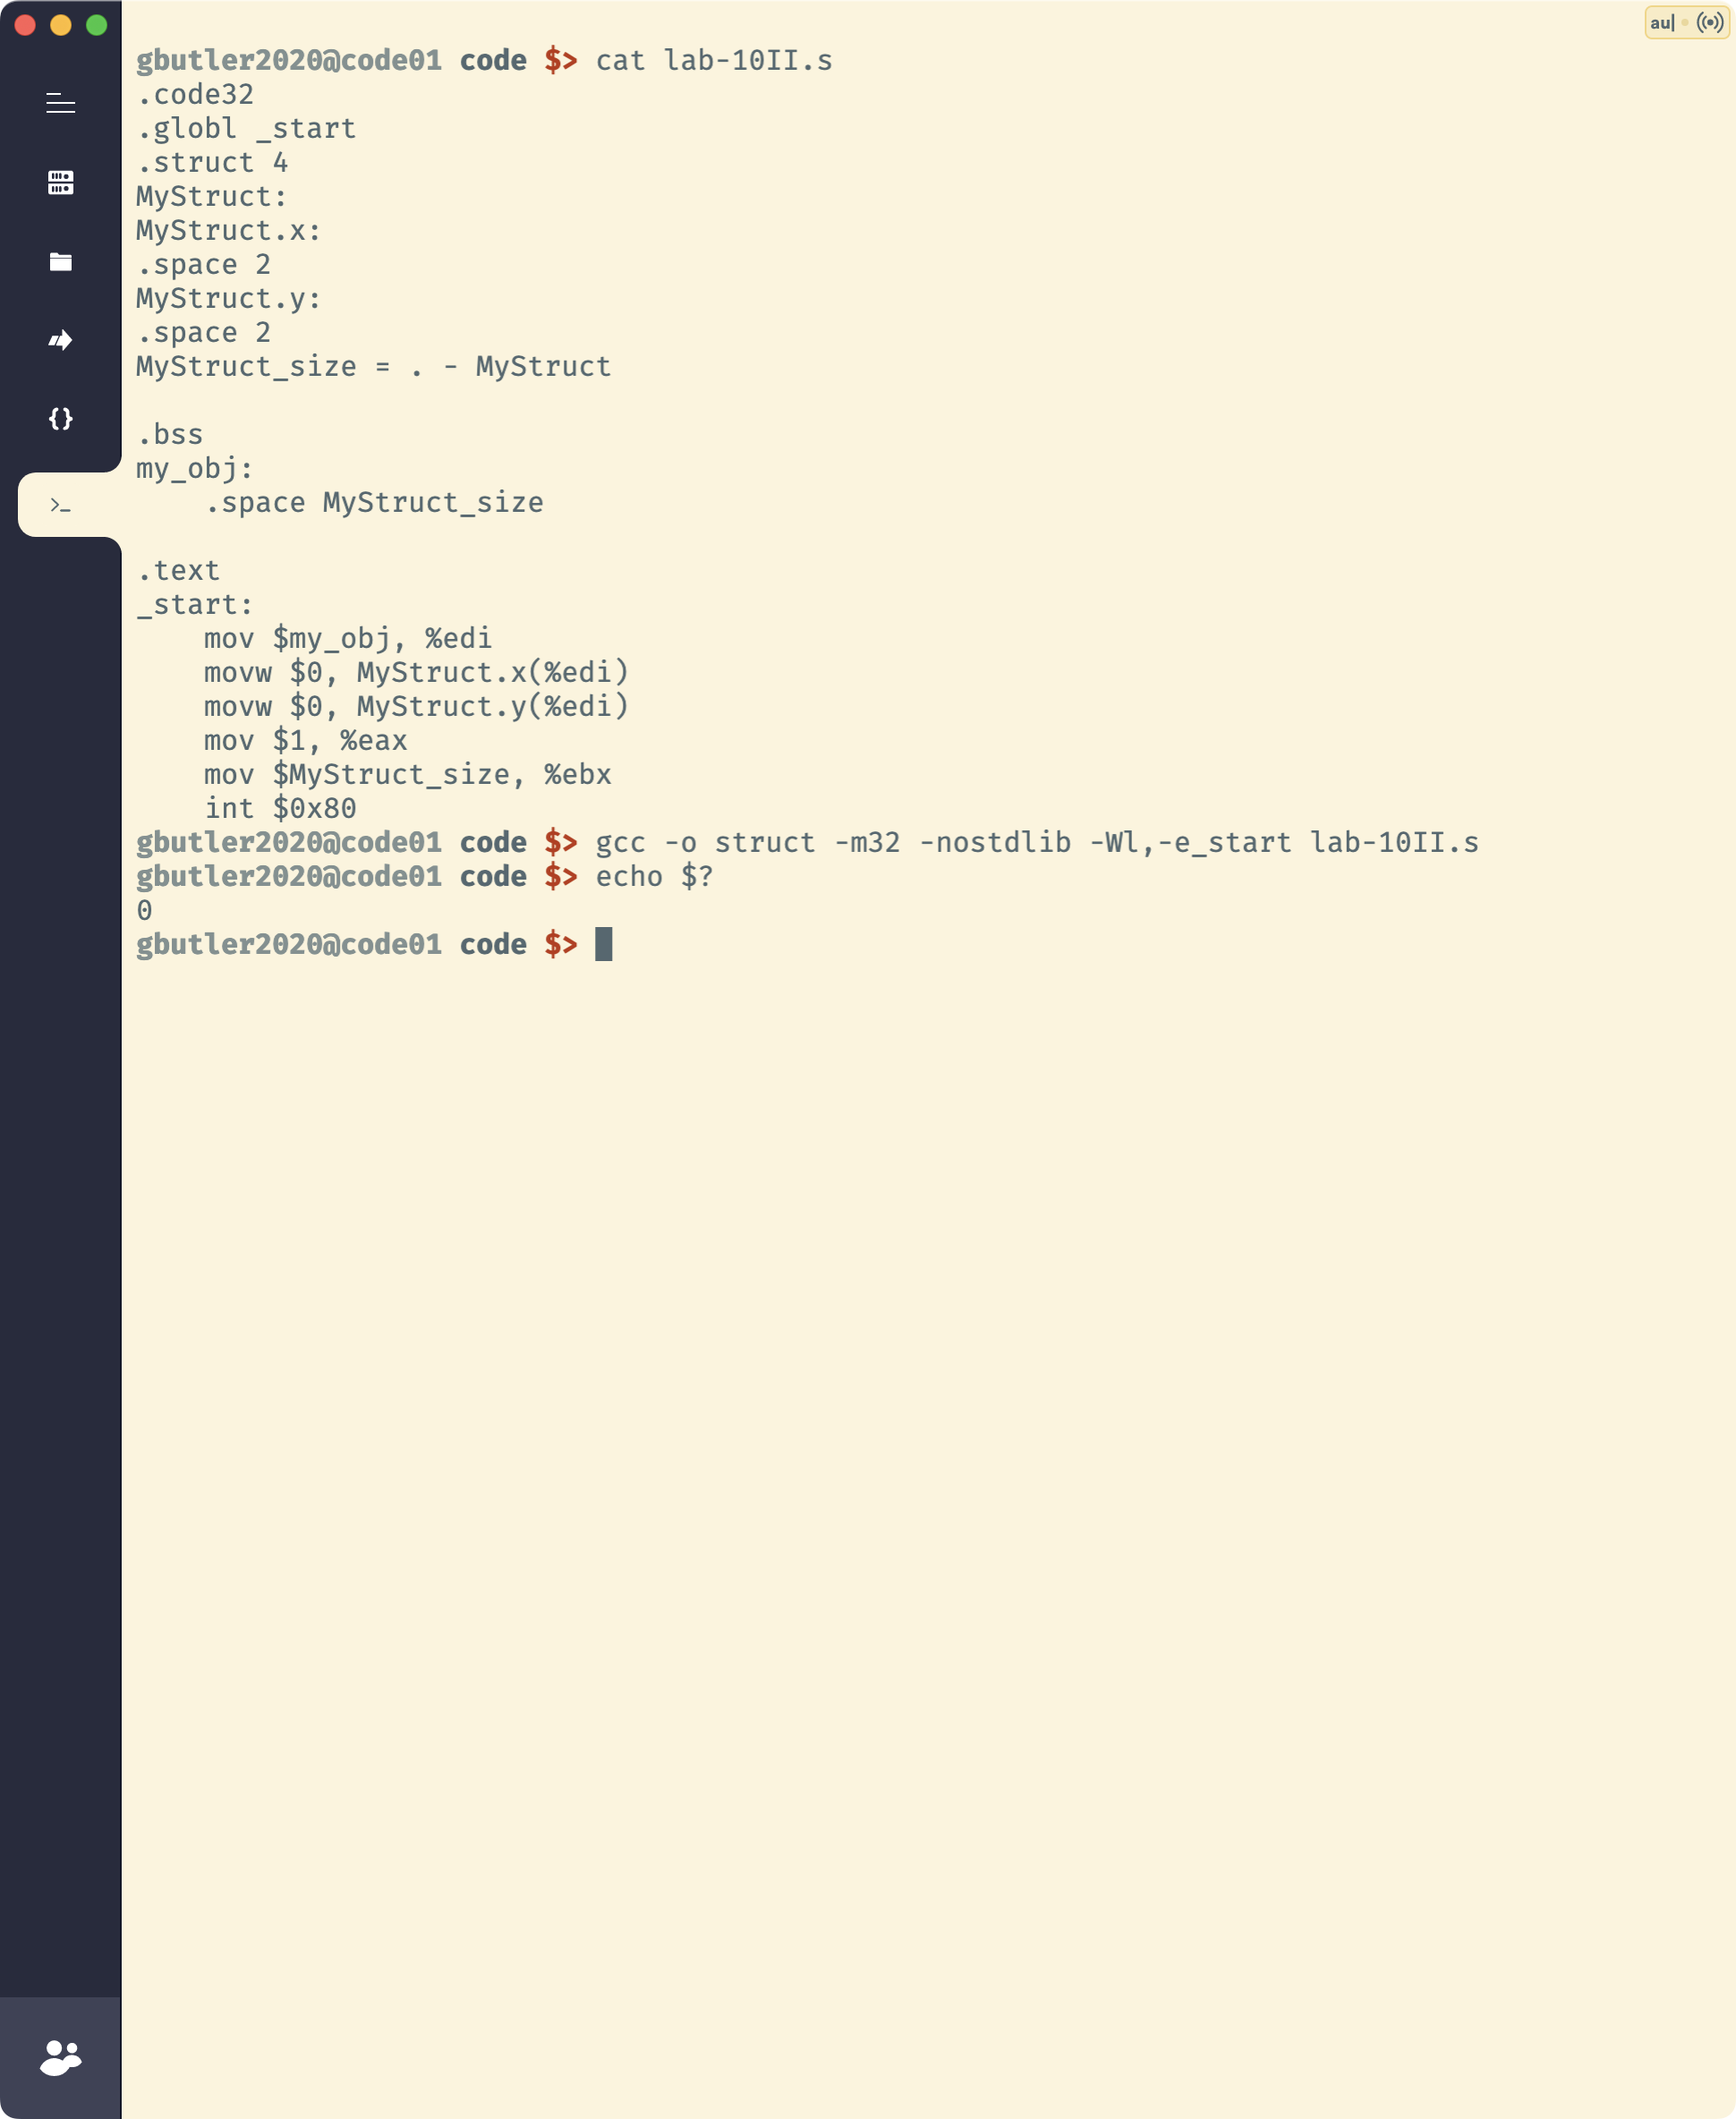 au|
gbutler2020@code01 code $> cat lab-10II.s
.code32
.globl _start
.struct 4
MyStruct:
MyStruct.x:
.space 2
MyStruct.y:
.space 2
MyStruct_size = . - MyStruct
.bss
my_obj:
    .space MyStruct_size
.text
_start:
    mov $my_obj, %edi
    movw $0, MyStruct.x(%edi)
    movw $0, MyStruct.y(%edi)
    mov $1, %eax
    mov $MyStruct_size, %ebx
    int $0x80
gbutler2020@code01 code $> gcc -o struct -m32 -nostdlib -Wl,-e_start lab-10II.s
gbutler2020@code01 code $> echo $?
0
gbutler2020@code01 code $>